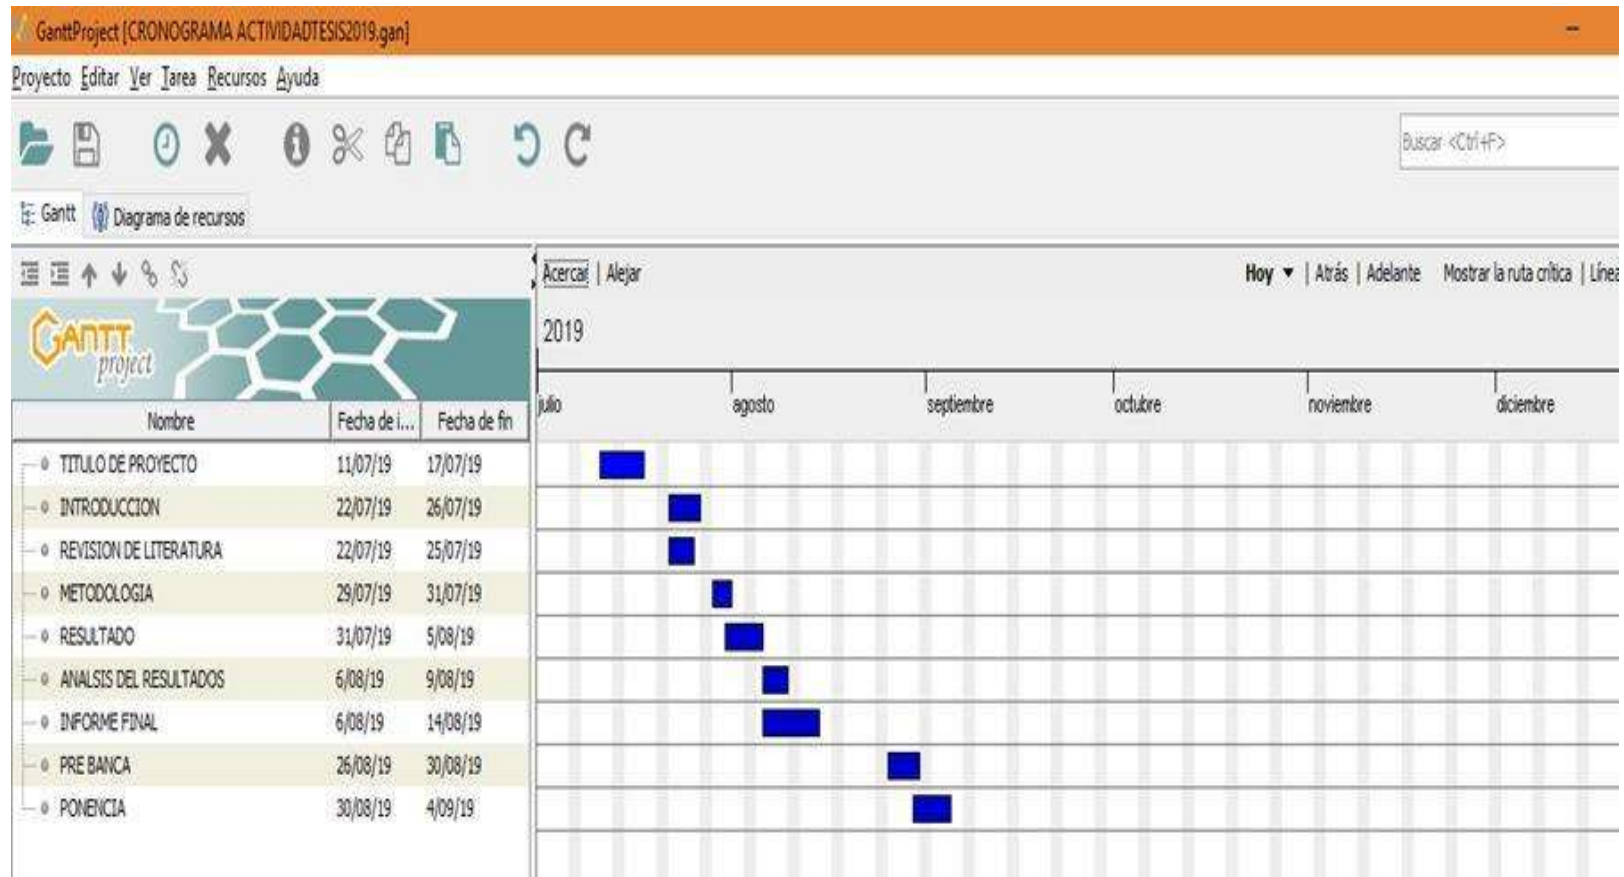 GanttProject [CRONOGRAMA ACTIVIDADTESIS2019.gan]
Proyecto Editar Ver Tarea Recursos Ayuda
Buscar <Ctrl+F>
Gantt Diagrama de recursos
Acercar | Alejar Hoy ▼ | Atrás | Adelante Mostrar la ruta crítica | Línea
GANTT
project
2019
julio agosto septiembre octubre noviembre diciembre
Nombre Fecha de i... Fecha de fin
TITULO DE PROYECTO 11/07/19 17/07/19
INTRODUCCION 22/07/19 26/07/19
REVISION DE LITERATURA 22/07/19 25/07/19
METODOLOGIA 29/07/19 31/07/19
RESULTADO 31/07/19 5/08/19
ANALSIS DEL RESULTADOS 6/08/19 9/08/19
INFORME FINAL 6/08/19 14/08/19
PRE BANCA 26/08/19 30/08/19
PONENCIA 30/08/19 4/09/19